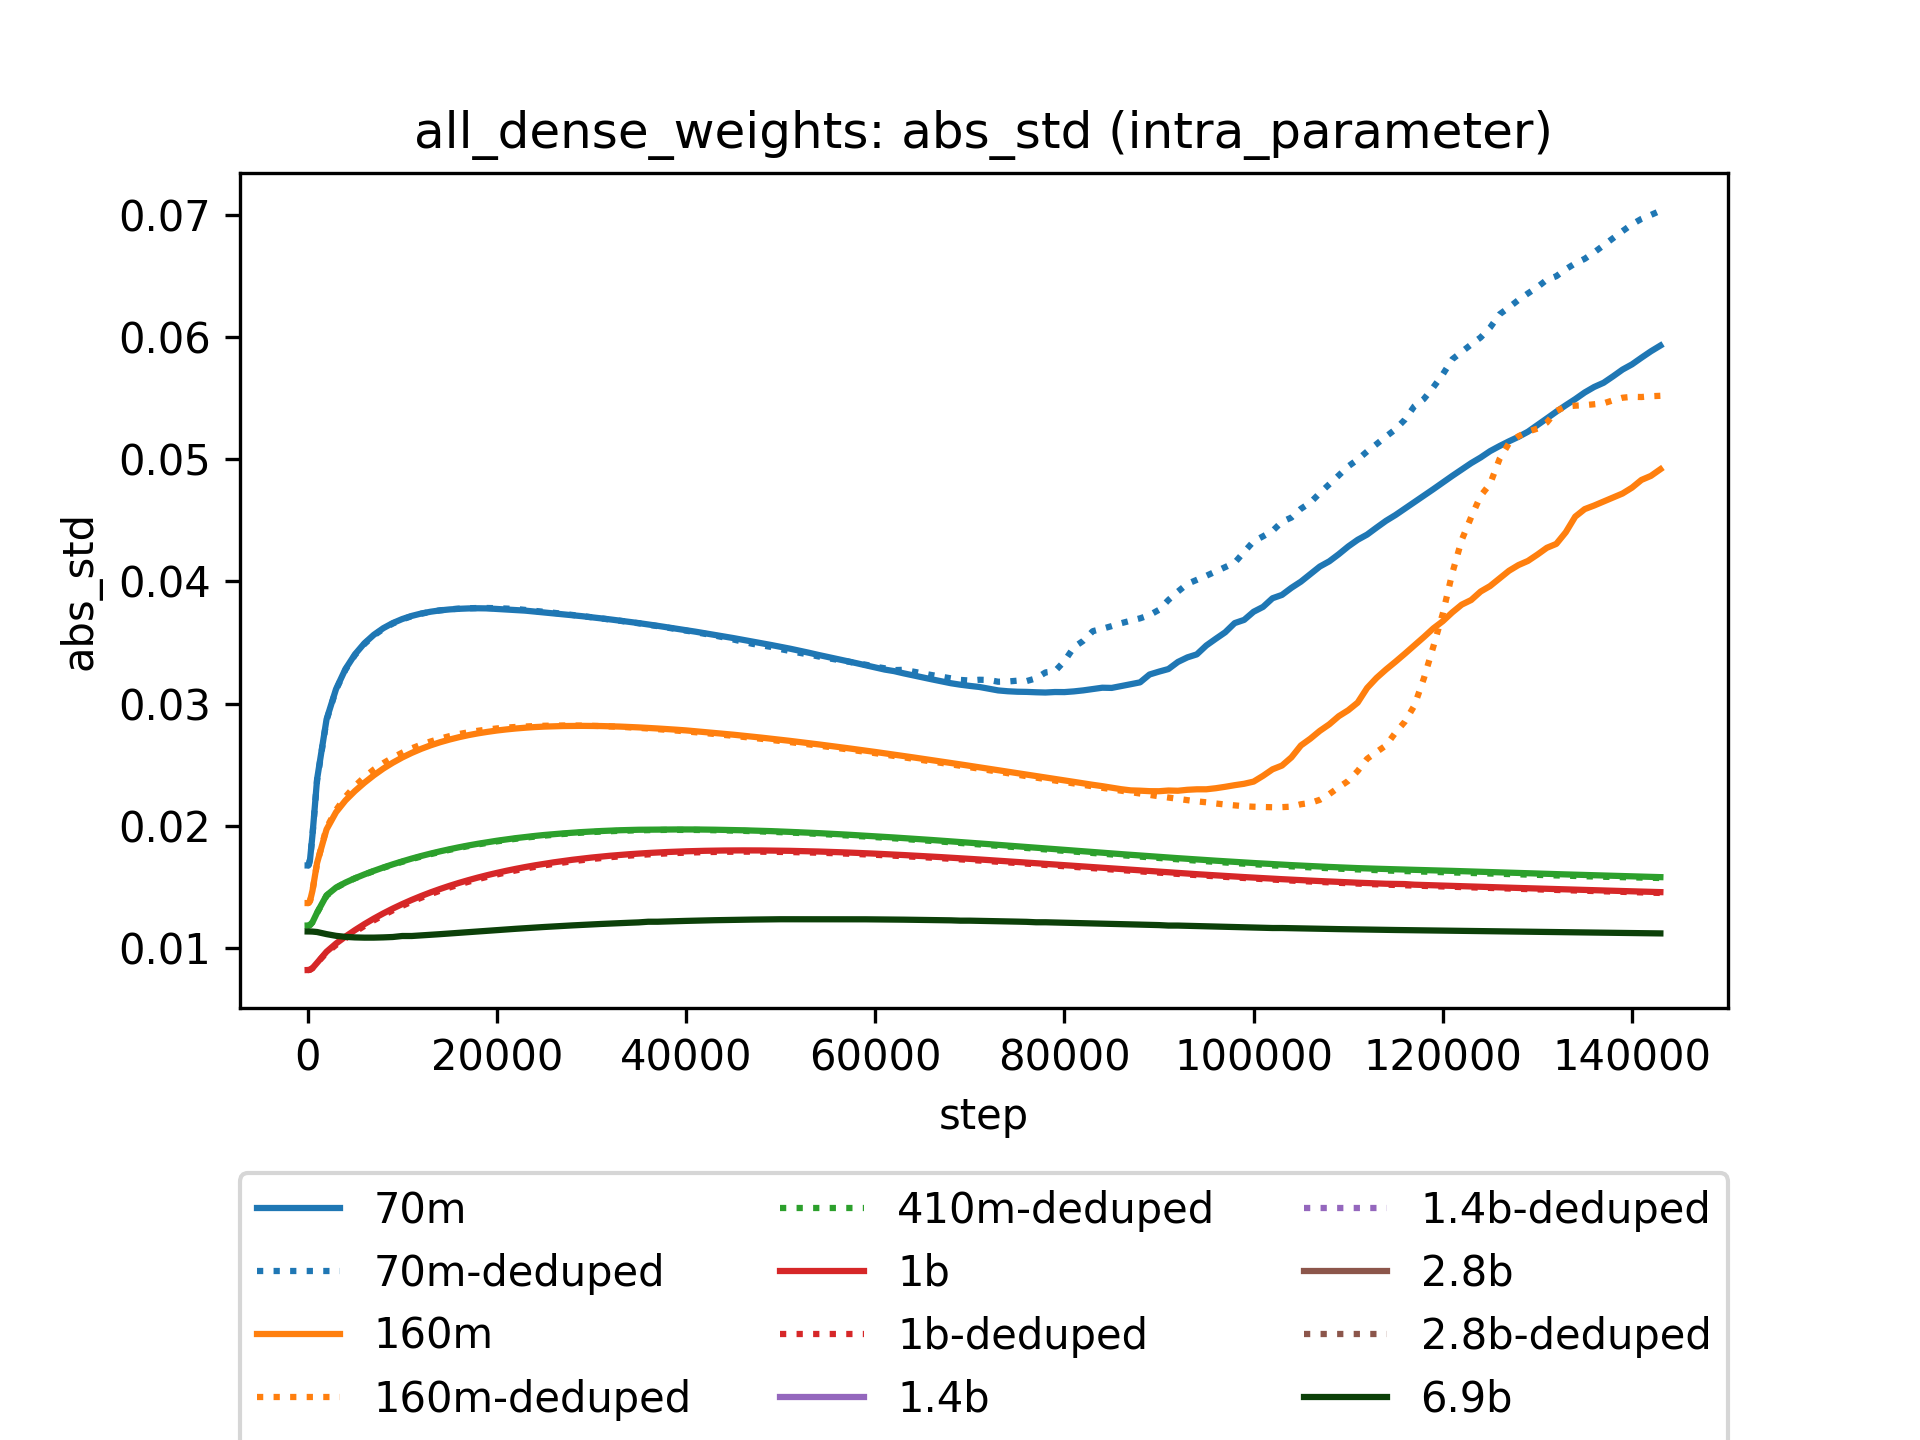 all_dense_weights: abs_std (intra_parameter)
0.07
0.06
0.05
0.04
0.03
0.02
0.01
abs_std
0 20000 40000 60000 80000 100000 120000 140000
step
70m 410m-deduped 1.4b-deduped
70m-deduped 1b 2.8b
160m 1b-deduped 2.8b-deduped
160m-deduped 1.4b 6.9b